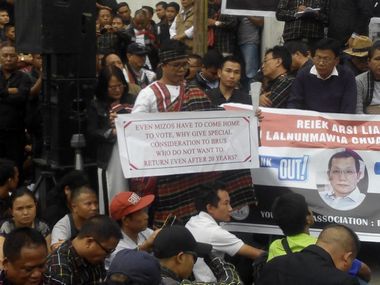 EVEN MIZOS HAVE TO COME HOME
TO VOTE, WHY GIVE SPECIAL
CONSIDERATION TO BRUS
WHO DO NOT WANT TO
RETURN EVEN AFTER 20 YEARS?
REIEK ARSI LIA
LALNUNMAWIA CHUA
OUT!
ASSOCIATION :